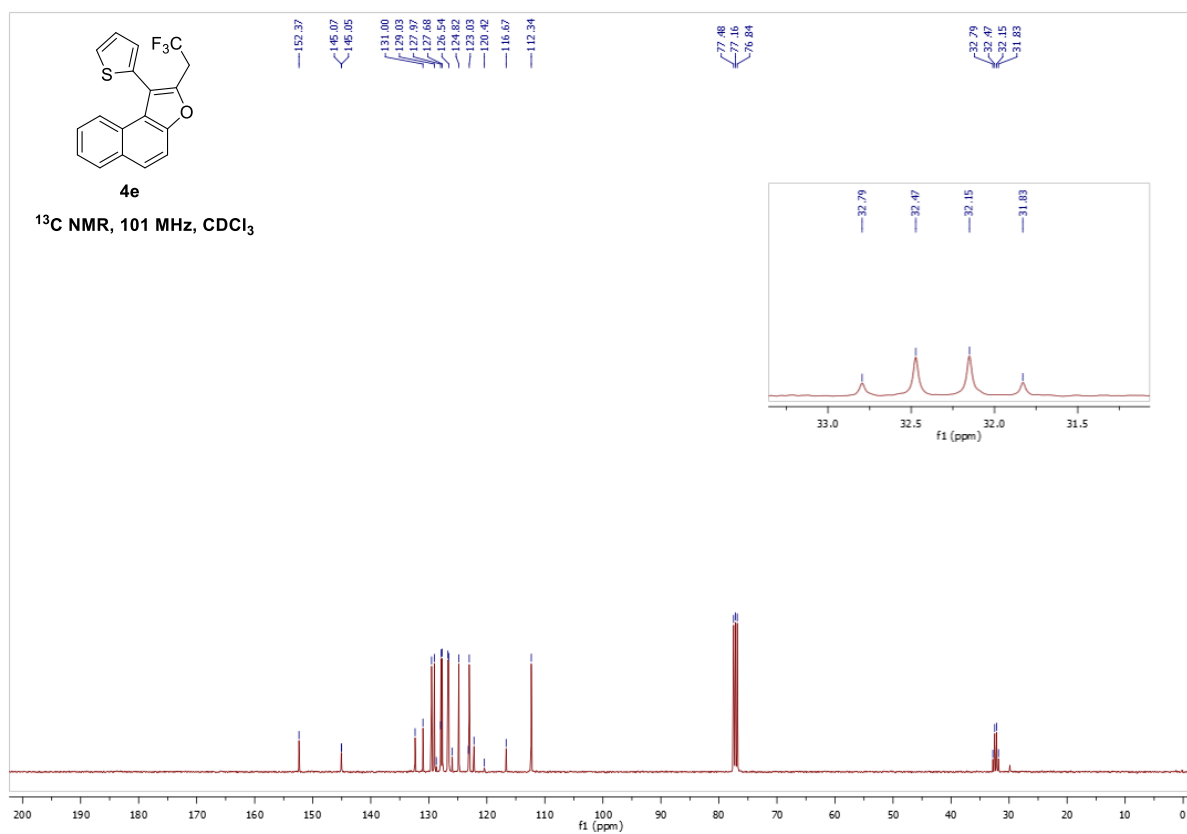 152.37
145.07
145.05
131.00
129.03
127.97
127.68
126.54
124.82
123.03
120.42
116.67
112.34
77.48
77.16
76.84
32.79
32.47
32.15
31.83
F₃C
S
O
4e
¹³C NMR, 101 MHz, CDCl₃
32.79
32.47
32.15
31.83
33.0 32.5 32.0 31.5
f1 (ppm)
200 190 180 170 160 150 140 130 120 110 100 90 80 70 60 50 40 30 20 10 0
f1 (ppm)